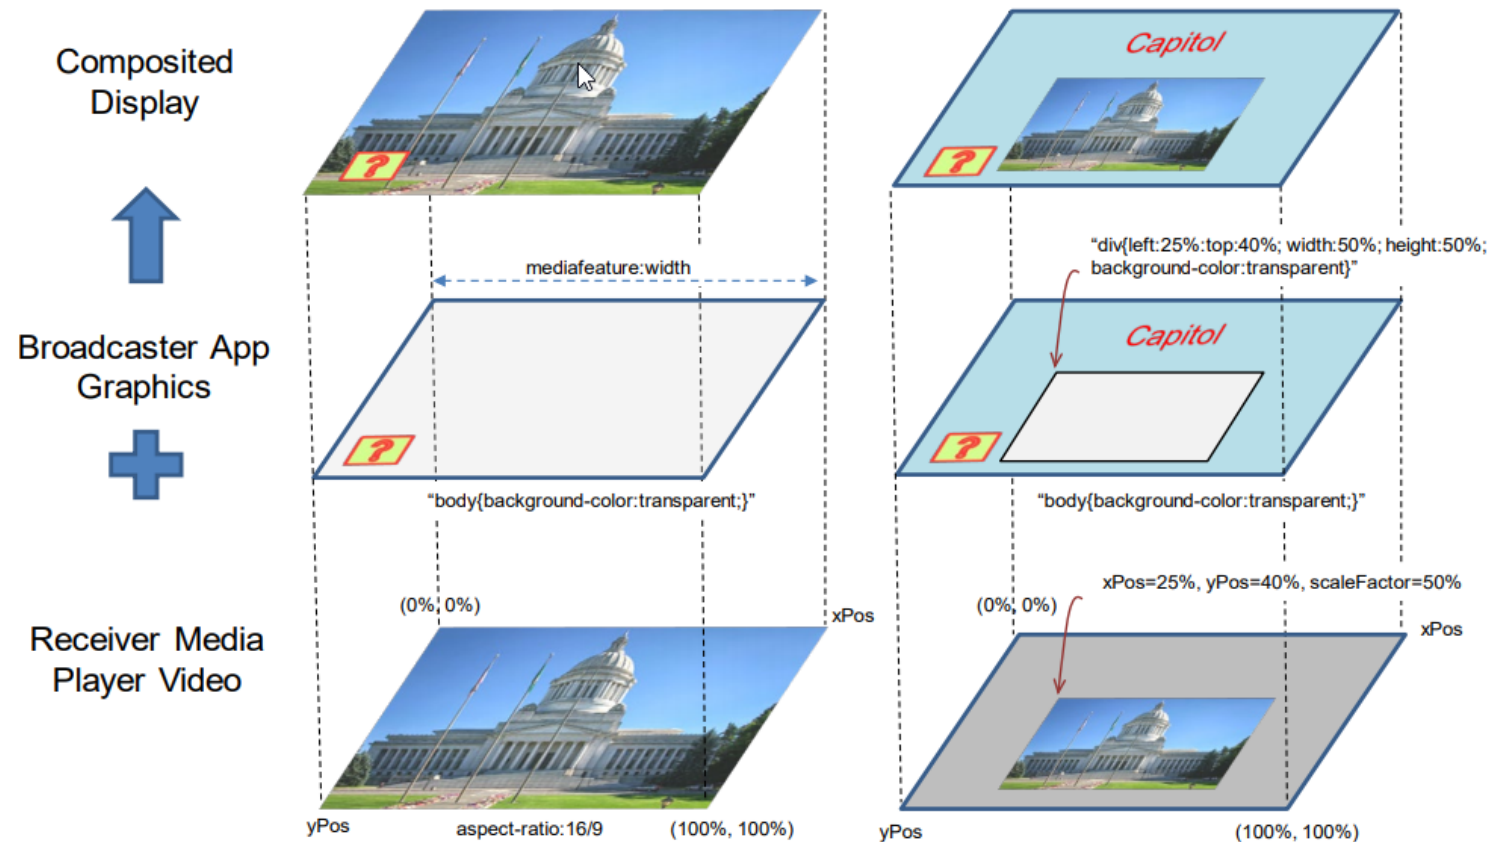 Composited
Display
?
Capitol
?
"div{left:25%:top:40%; width:50%; height:50%;
background-color:transparent}"
mediafeature:width
Broadcaster App
Graphics
?
Capitol
?
"body{background-color:transparent;}"
"body{background-color:transparent;}"
xPos=25%, yPos=40%, scaleFactor=50%
(0%, 0%)
xPos
(0%, 0%)
xPos
Receiver Media
Player Video
yPos
aspect-ratio:16/9
(100%, 100%)
yPos
(100%, 100%)